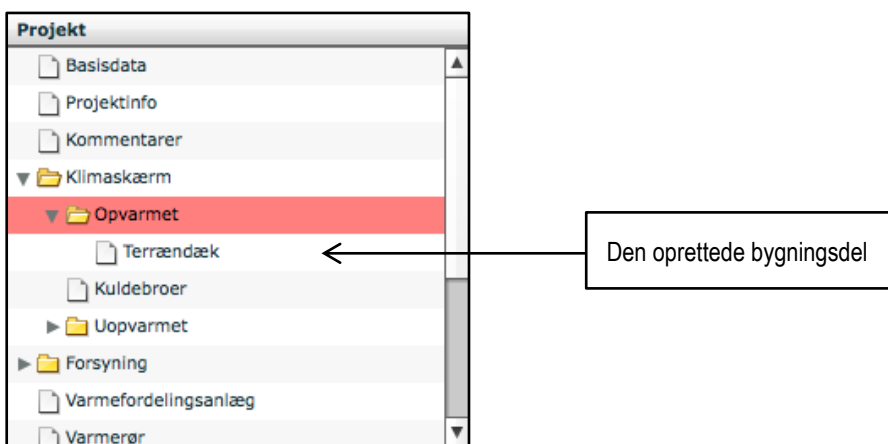 Projekt
Basisdata
Projektinfo
Kommentarer
Klimaskærm
Opvarmet
Terrændæk
Den oprettede bygningsdel
Kuldebroer
Uopvarmet
Forsyning
Varmefordelingsanlæg
Varmerør